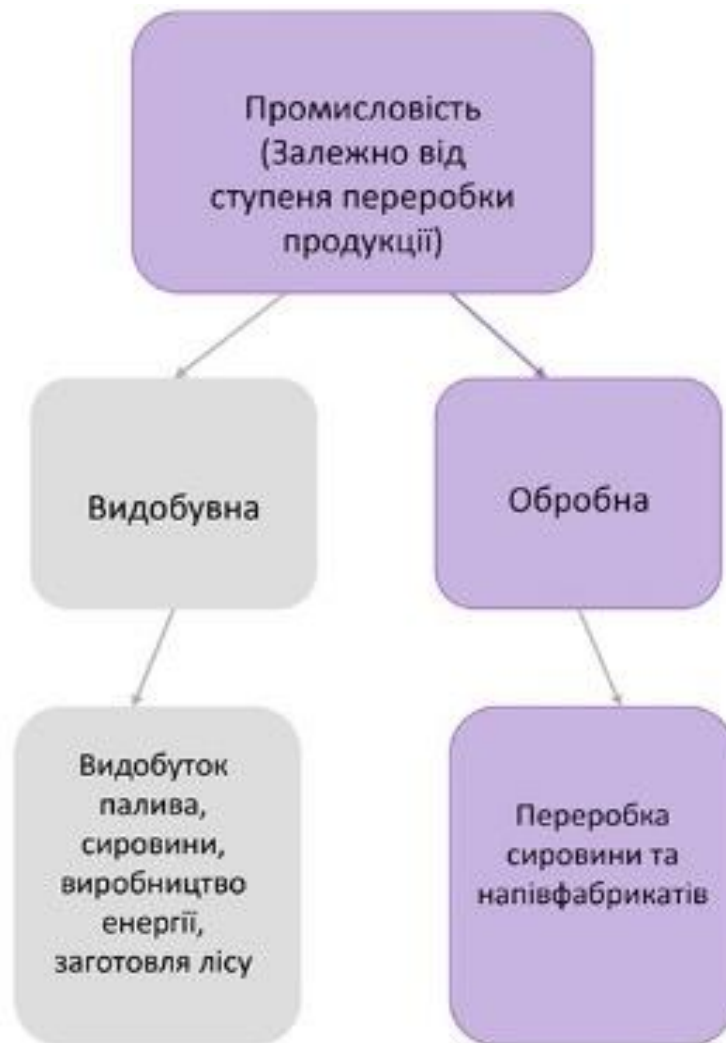 Промисловість
(Залежно від
ступеня переробки
продукції)
Видобувна
Обробна
Видобуток
палива,
сировини,
виробництво
енергії,
заготовля лісу
Переробка
сировини та
напівфабрикатів